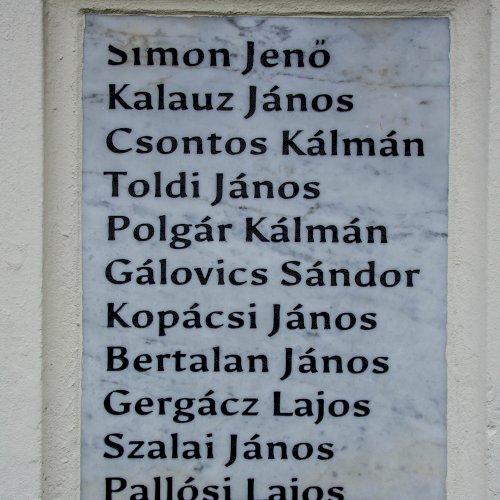 Simon Jenő
Kalauz János
Csontos Kálmán
Toldi János
Polgár Kálmán
Gálovics Sándor
Kopácsi János
Bertalan János
Gergácz Lajos
Szalai János
Pallósi Lajos